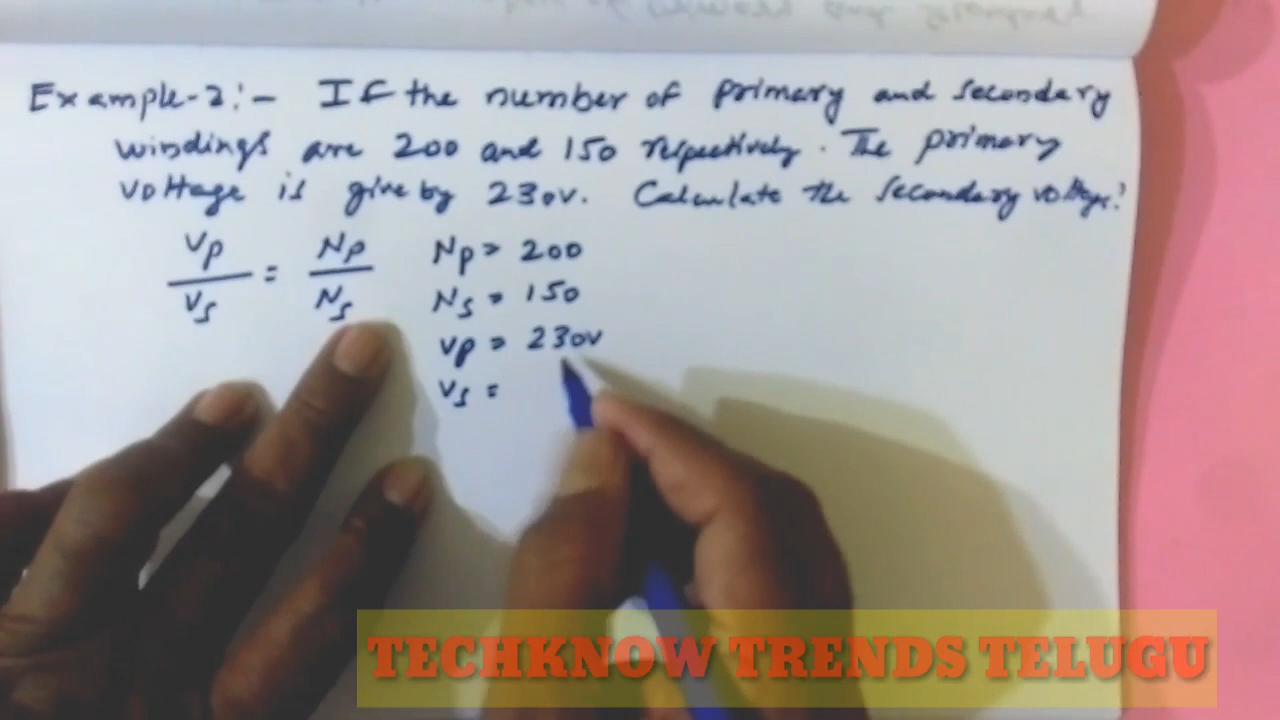 Example-2:- If the number of primary and secondary
windings are 200 and 150 respectively. The primary
voltage is give by 230v. Calculate the secondary voltage?
Vp / Vs = Np / Ns
Np = 200
Ns = 150
Vp = 230v
Vs =
TECHKNOW TRENDS TELUGU